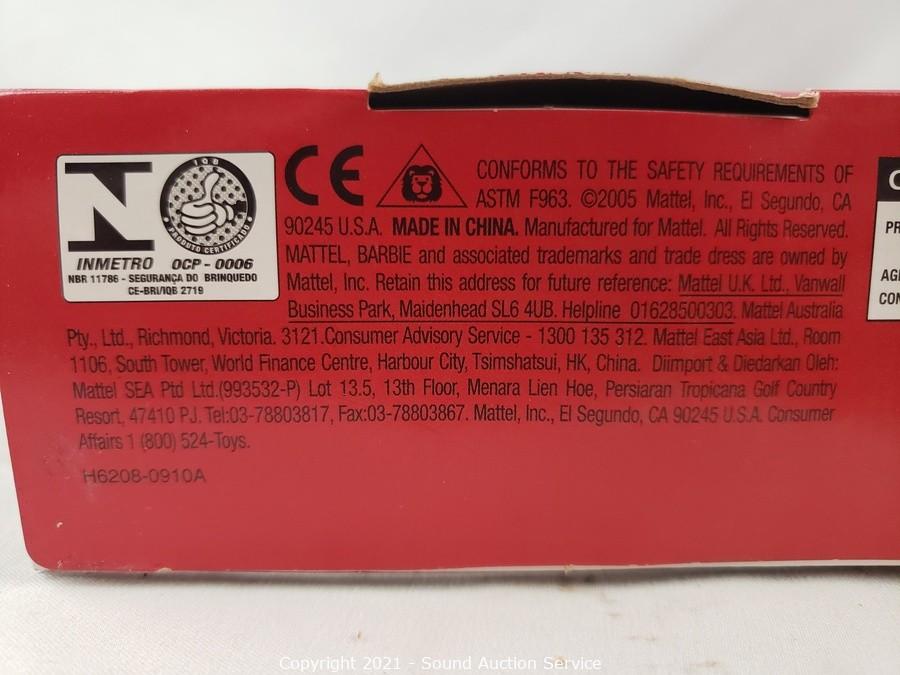 IQB
PRODUTO CERTIFICADO
INMETRO OCP - 0006
NBR 11786 - SEGURANÇA DO BRINQUEDO
CE-BRI/IQB 2719
CE
CONFORMS TO THE SAFETY REQUIREMENTS OF
ASTM F963. ©2005 Mattel, Inc., El Segundo, CA
90245 U.S.A. MADE IN CHINA. Manufactured for Mattel. All Rights Reserved.
MATTEL, BARBIE and associated trademarks and trade dress are owned by
Mattel, Inc. Retain this address for future reference: Mattel U.K. Ltd., Vanwall
Business Park, Maidenhead SL6 4UB. Helpline 01628500303. Mattel Australia
Pty., Ltd., Richmond, Victoria. 3121.Consumer Advisory Service - 1300 135 312. Mattel East Asia Ltd., Room
1106, South Tower, World Finance Centre, Harbour City, Tsimshatsui, HK, China. Diimport & Diedarkan Oleh:
Mattel SEA Ptd Ltd.(993532-P) Lot 13.5, 13th Floor, Menara Lien Hoe, Persiaran Tropicana Golf Country
Resort, 47410 PJ. Tel:03-78803817, Fax:03-78803867. Mattel, Inc., El Segundo, CA 90245 U.S.A. Consumer
Affairs 1 (800) 524-Toys.
H6208-0910A
Copyright 2021 - Sound Auction Service